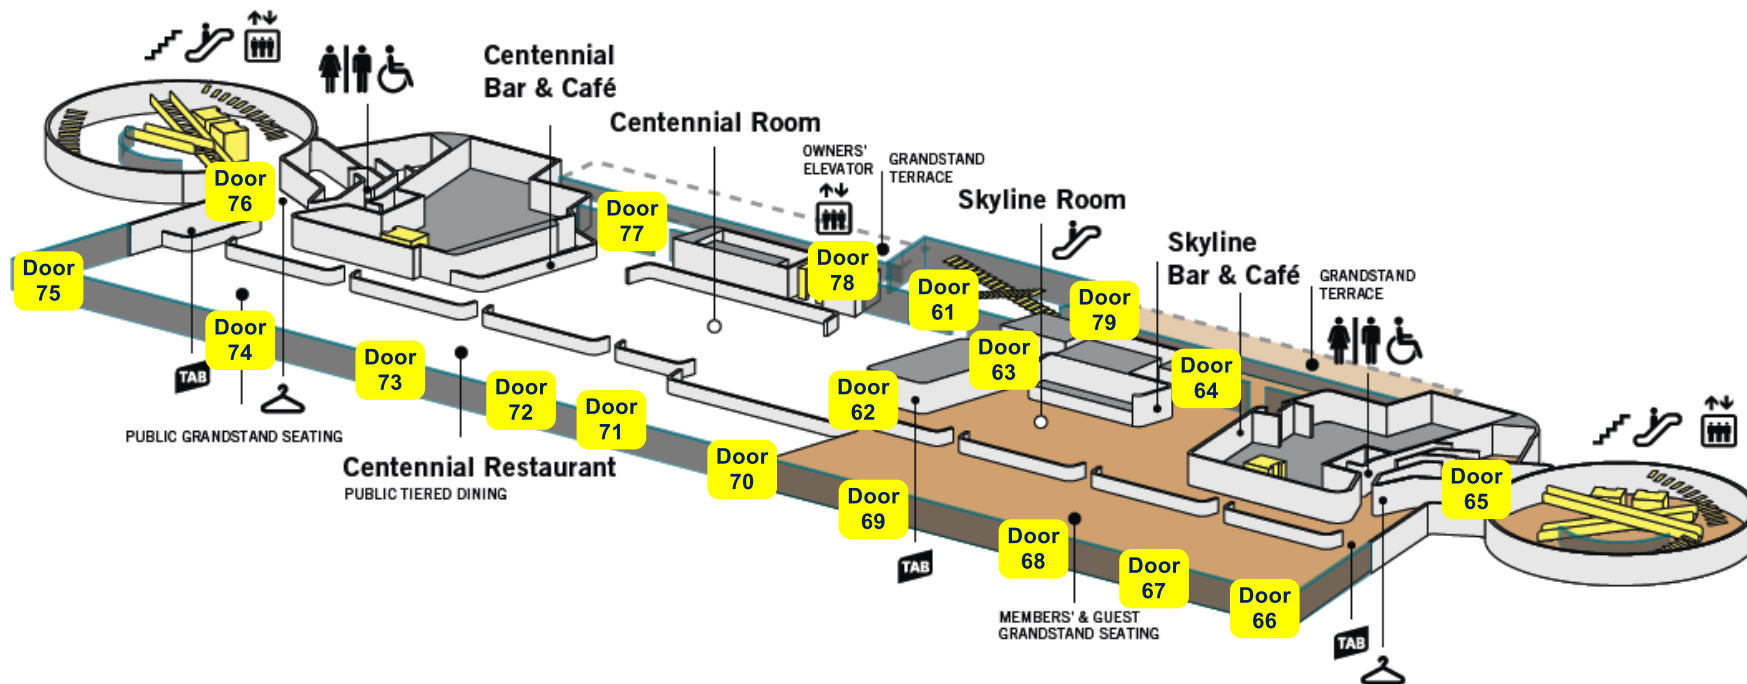 Centennial
Bar & Café
Centennial Room
OWNERS'
ELEVATOR
GRANDSTAND
TERRACE
Skyline Room
Skyline
Bar & Café
GRANDSTAND
TERRACE
Door
76
Door
77
Door
78
Door
75
Door
61
Door
79
Door
74
Door
73
Door
63
Door
64
Door
72
Door
62
Door
71
TAB
PUBLIC GRANDSTAND SEATING
Centennial Restaurant
PUBLIC TIERED DINING
Door
70
Door
65
Door
69
Door
68
Door
67
TAB
Door
66
MEMBERS' & GUEST
GRANDSTAND SEATING
TAB